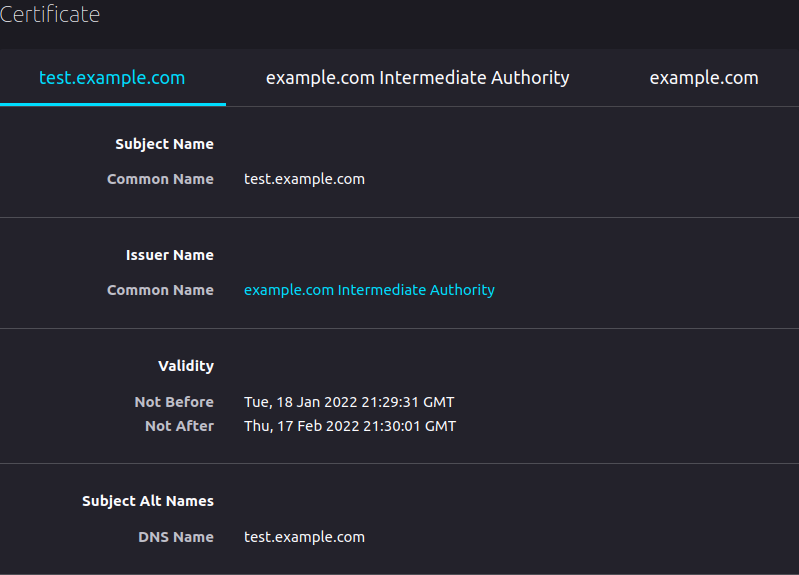 Certificate
test.example.com example.com Intermediate Authority example.com
Subject Name
Common Name test.example.com
Issuer Name
Common Name example.com Intermediate Authority
Validity
Not Before Tue, 18 Jan 2022 21:29:31 GMT
Not After Thu, 17 Feb 2022 21:30:01 GMT
Subject Alt Names
DNS Name test.example.com